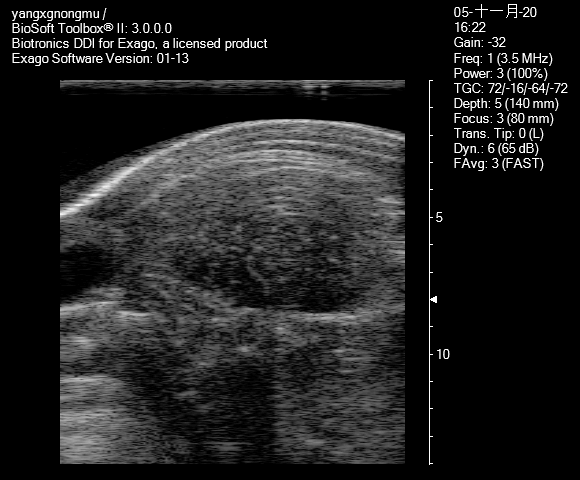 yangxgnongmu /
BioSoft Toolbox® II: 3.0.0.0
Biotronics DDI for Exago, a licensed product
Exago Software Version: 01-13
05-十一月-20
16:22
Gain: -32
Freq: 1 (3.5 MHz)
Power: 3 (100%)
TGC: 72/-16/-64/-72
Depth: 5 (140 mm)
Focus: 3 (80 mm)
Trans. Tip: 0 (L)
Dyn.: 6 (65 dB)
FAvg: 3 (FAST)
5
10